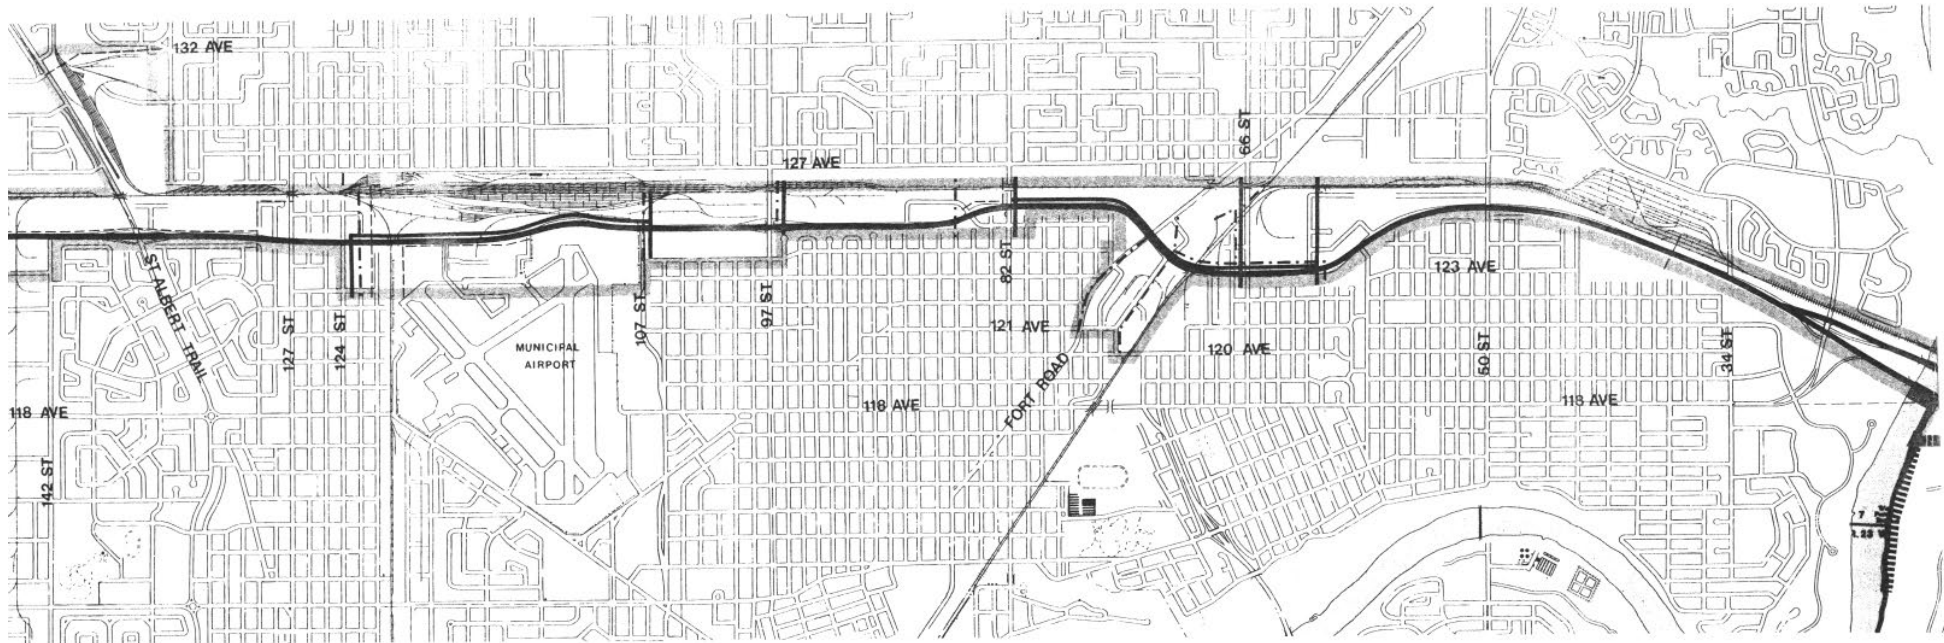 132 AVE
66 ST
127 AVE
ST ALBERT TRAIL
82 ST
123 AVE
97 ST
107 ST
121 AVE
127 ST
124 ST
MUNICIPAL
AIRPORT
120 AVE
50 ST
34 ST
FORT ROAD
118 AVE
118 AVE
118 AVE
142 ST
7